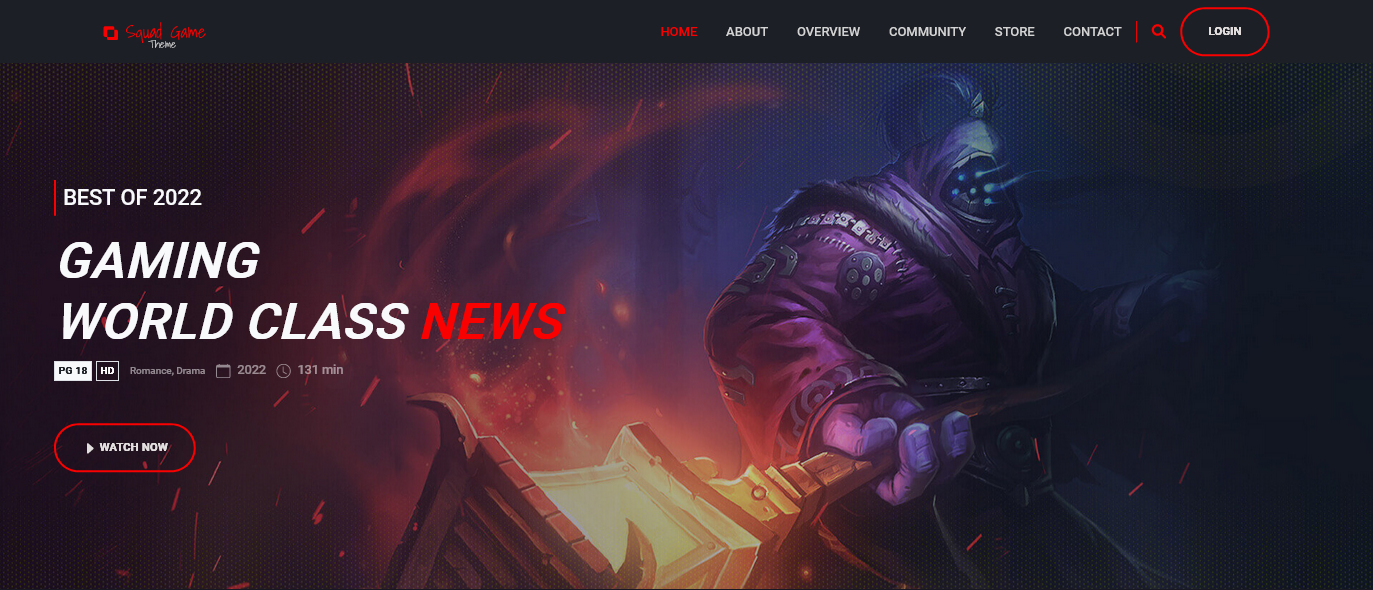 Squad Game
Theme
HOME ABOUT OVERVIEW COMMUNITY STORE CONTACT LOGIN
BEST OF 2022
GAMING
WORLD CLASS NEWS
PG 18 HD Romance, Drama 2022 131 min
WATCH NOW